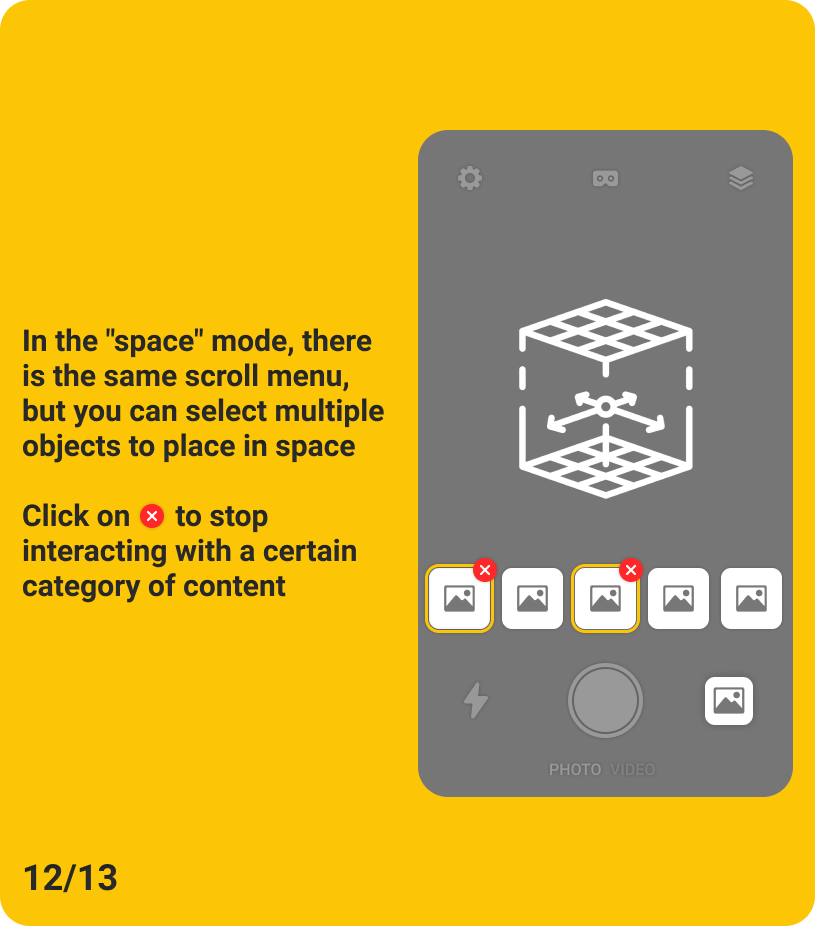 In the "space" mode, there
is the same scroll menu,
but you can select multiple
objects to place in space
Click on to stop
interacting with a certain
category of content
PHOTO VIDEO
12/13